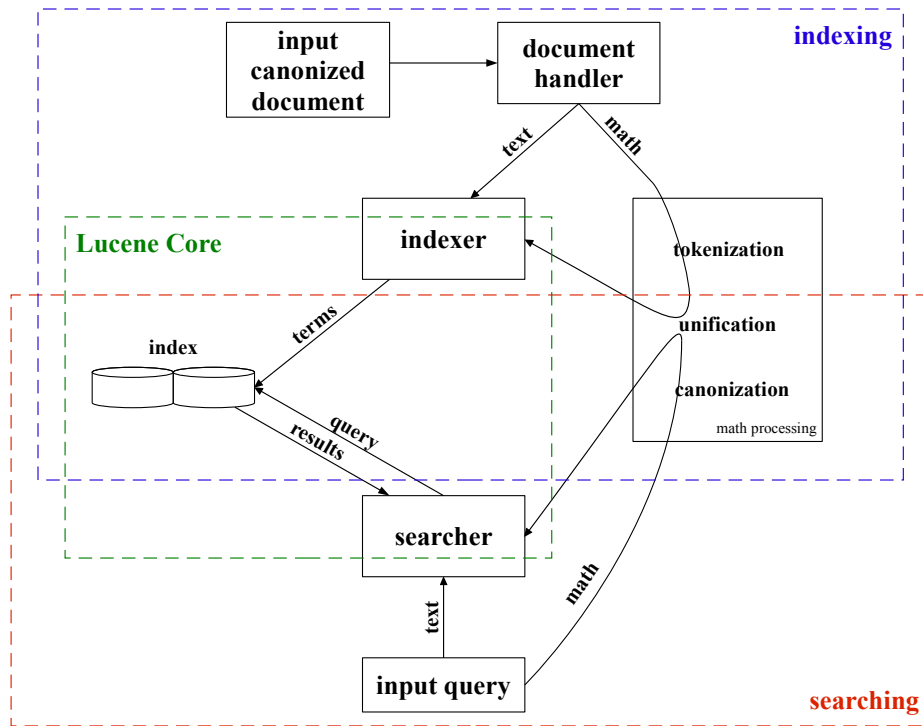 indexing
input
canonized
document
document
handler
text
math
indexer
Lucene Core
tokenization
terms
unification
index
canonization
math processing
query
results
searcher
text
math
input query
searching